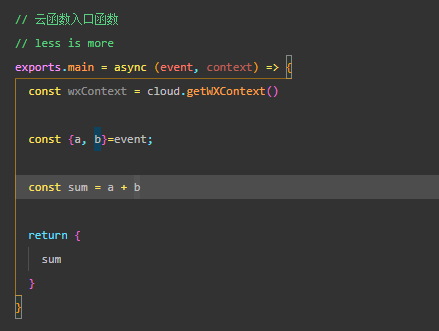 // 云函数入口函数
// less is more
exports.main = async (event, context) => {
const wxContext = cloud.getWXContext()
const {a, b}=event;
const sum = a + b
return {
sum
}
}